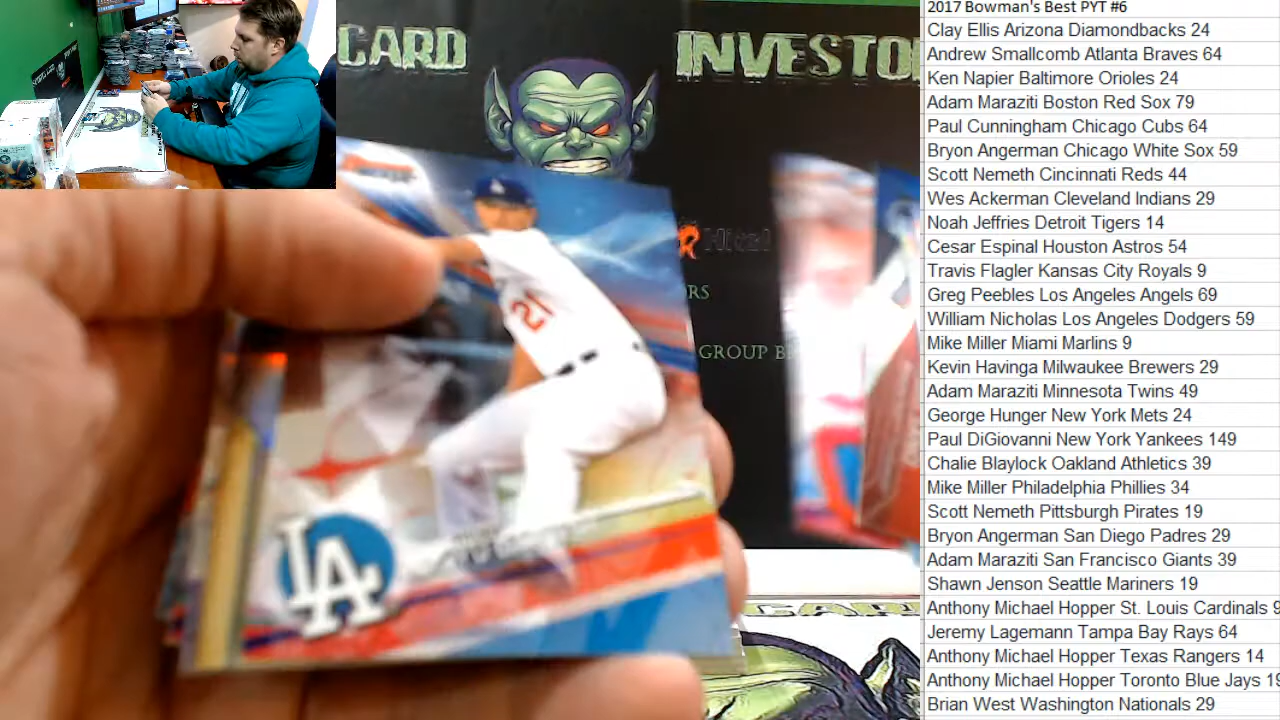 CARD INVESTO
RS
GROUP B
21
LA
CARD
2017 Bowman's Best PYT #6
Clay Ellis Arizona Diamondbacks 24
Andrew Smallcomb Atlanta Braves 64
Ken Napier Baltimore Orioles 24
Adam Maraziti Boston Red Sox 79
Paul Cunningham Chicago Cubs 64
Bryon Angerman Chicago White Sox 59
Scott Nemeth Cincinnati Reds 44
Wes Ackerman Cleveland Indians 29
Noah Jeffries Detroit Tigers 14
Cesar Espinal Houston Astros 54
Travis Flagler Kansas City Royals 9
Greg Peebles Los Angeles Angels 69
William Nicholas Los Angeles Dodgers 59
Mike Miller Miami Marlins 9
Kevin Havinga Milwaukee Brewers 29
Adam Maraziti Minnesota Twins 49
George Hunger New York Mets 24
Paul DiGiovanni New York Yankees 149
Chalie Blaylock Oakland Athletics 39
Mike Miller Philadelphia Phillies 34
Scott Nemeth Pittsburgh Pirates 19
Bryon Angerman San Diego Padres 29
Adam Maraziti San Francisco Giants 39
Shawn Jenson Seattle Mariners 19
Anthony Michael Hopper St. Louis Cardinals 9
Jeremy Lagemann Tampa Bay Rays 64
Anthony Michael Hopper Texas Rangers 14
Anthony Michael Hopper Toronto Blue Jays 19
Brian West Washington Nationals 29